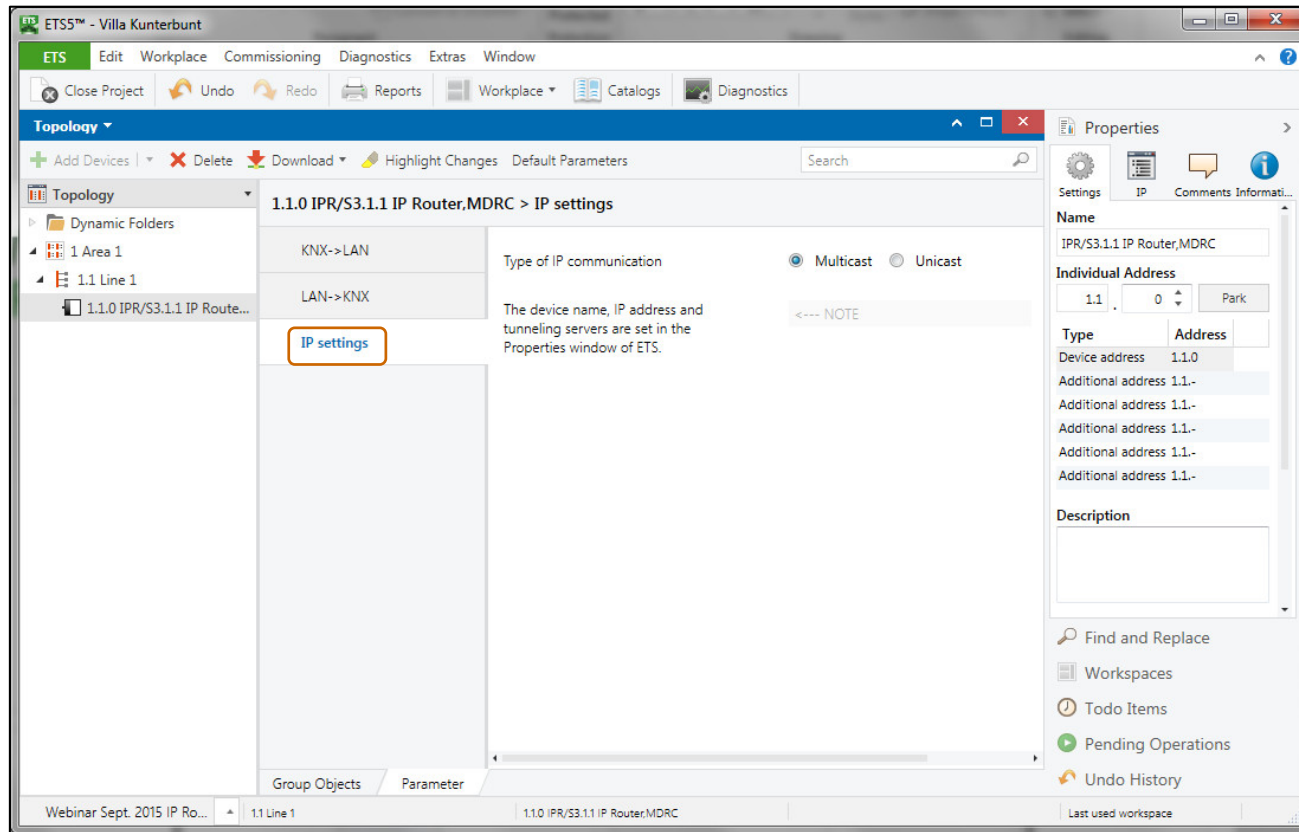 ETS5™ - Villa Kunterbunt
ETS Edit Workplace Commissioning Diagnostics Extras Window
Close Project Undo Redo Reports Workplace Catalogs Diagnostics
Topology
Add Devices Delete Download Highlight Changes Default Parameters Search
Topology
Dynamic Folders
1 Area 1
1.1 Line 1
1.1.0 IPR/S3.1.1 IP Route...
1.1.0 IPR/S3.1.1 IP Router,MDRC > IP settings
KNX->LAN
LAN->KNX
IP settings
Type of IP communication Multicast Unicast
The device name, IP address and
tunneling servers are set in the
Properties window of ETS.
<--- NOTE
Group Objects Parameter
Properties
Settings IP Comments Informati...
Name
IPR/S3.1.1 IP Router,MDRC
Individual Address
1.1 . 0 Park
Type Address
Device address 1.1.0
Additional address 1.1.-
Additional address 1.1.-
Additional address 1.1.-
Additional address 1.1.-
Additional address 1.1.-
Description
Find and Replace
Workspaces
Todo Items
Pending Operations
Undo History
Webinar Sept. 2015 IP Ro... 1.1 Line 1 1.1.0 IPR/S3.1.1 IP Router,MDRC Last used workspace